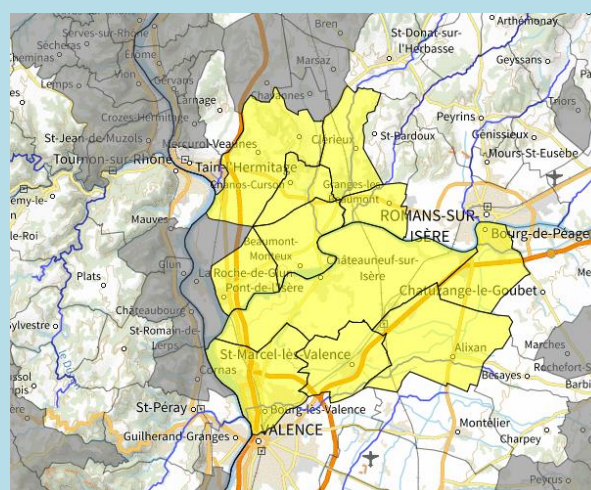 Serves-sur-Rhône
Bren
Arthémonay
Sécheras
Érôme
St-Donat-sur-
l'Herbasse
Cheminas
Vion
Marsaz
Geyssans
Lemps
Gervans
Chavannes
Larnage
Triors
Crozes-Hermitage
Peyrins
St-Jean-de-Muzols
Mercurol-Veaunes
Clérieux
St-Bardoux
Génissieux
Tournon-sur-Rhône
Tain-l'Hermitage
Mours-St-Eusèbe
Chanos-Curson
Granges-les-
Beaumont
ROMANS-SUR-
ISÈRE
Mauves
Bourg-de-Péage
Beaumont-
Monteux
Glun
La Roche-de-Glun
Châteauneuf-sur-
Isère
Plats
Pont-de-l'Isère
Chatuzange-le-Goubet
Châteaubourg
St-Romain-de-
Lerps
St-Marcel-lès-Valence
Alixan
Marches
Cornas
Besayes
Rochefort-S
Barbi
St-Péray
Bourg-lès-Valence
Guilherand-Granges
VALENCE
Montélier
Charpey
Peyrus